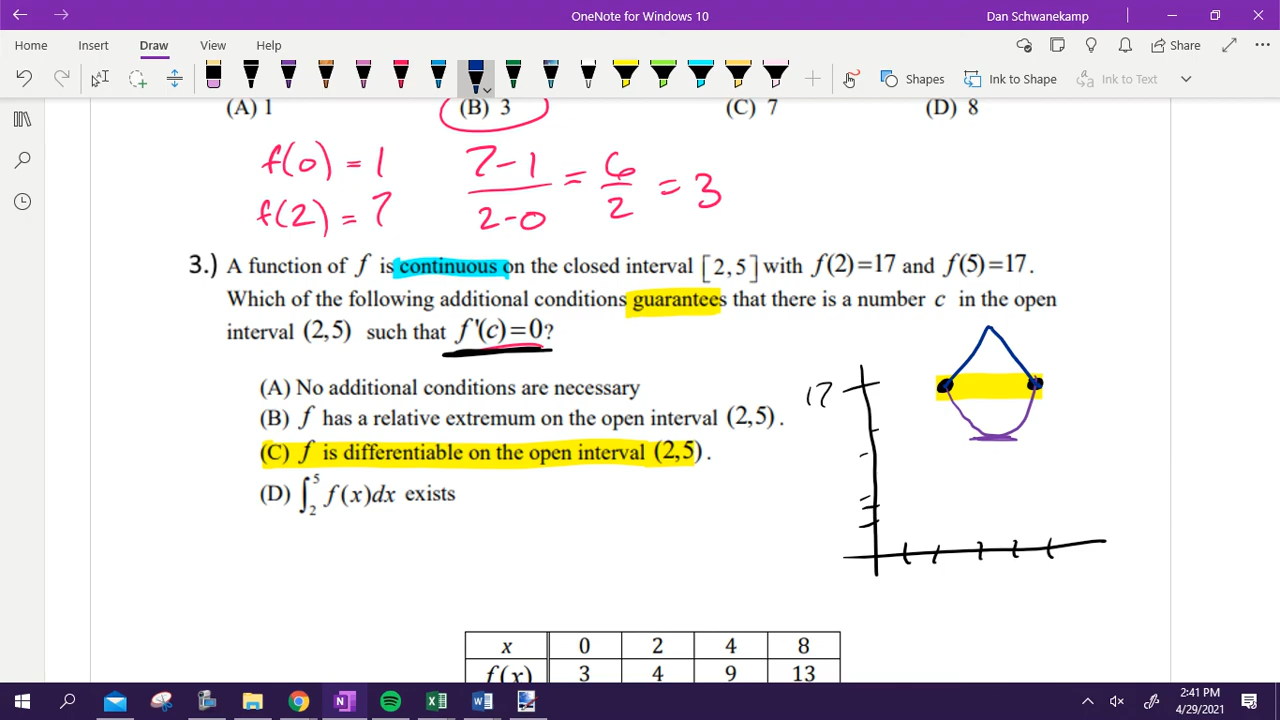 OneNote for Windows 10
Dan Schwanekamp
Home Insert Draw View Help
Share
Shapes
Ink to Shape
Ink to Text
(A) 1 (B) 3 (C) 7 (D) 8
f(0) = 1
f(2) = 7
7-1 / 2-0 = 6/2 = 3
3.) A function of f is continuous on the closed interval [2,5] with f(2)=17 and f(5)=17.
Which of the following additional conditions guarantees that there is a number c in the open
interval (2,5) such that f'(c)=0?
(A) No additional conditions are necessary
(B) f has a relative extremum on the open interval (2,5).
(C) f is differentiable on the open interval (2,5).
(D) ∫₂⁵ f(x)dx exists
17
x 0 2 4 8
f(x) 3 4 9 13
2:41 PM
4/29/2021